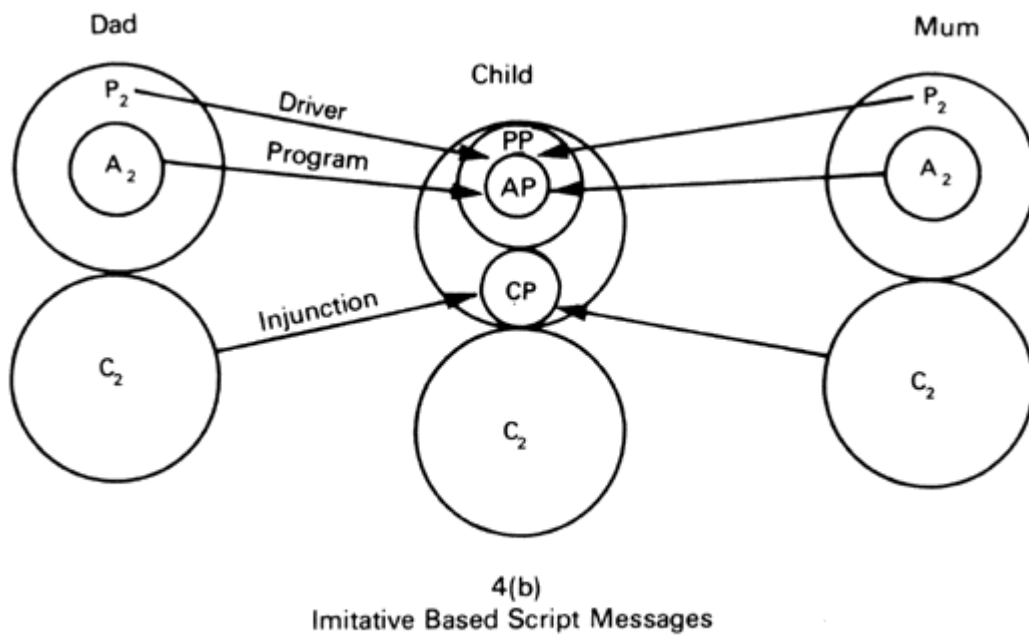 Dad
Mum
Child
P₂
Driver
PP
P₂
A₂
Program
AP
A₂
Injunction
CP
C₂
C₂
C₂
4(b)
Imitative Based Script Messages